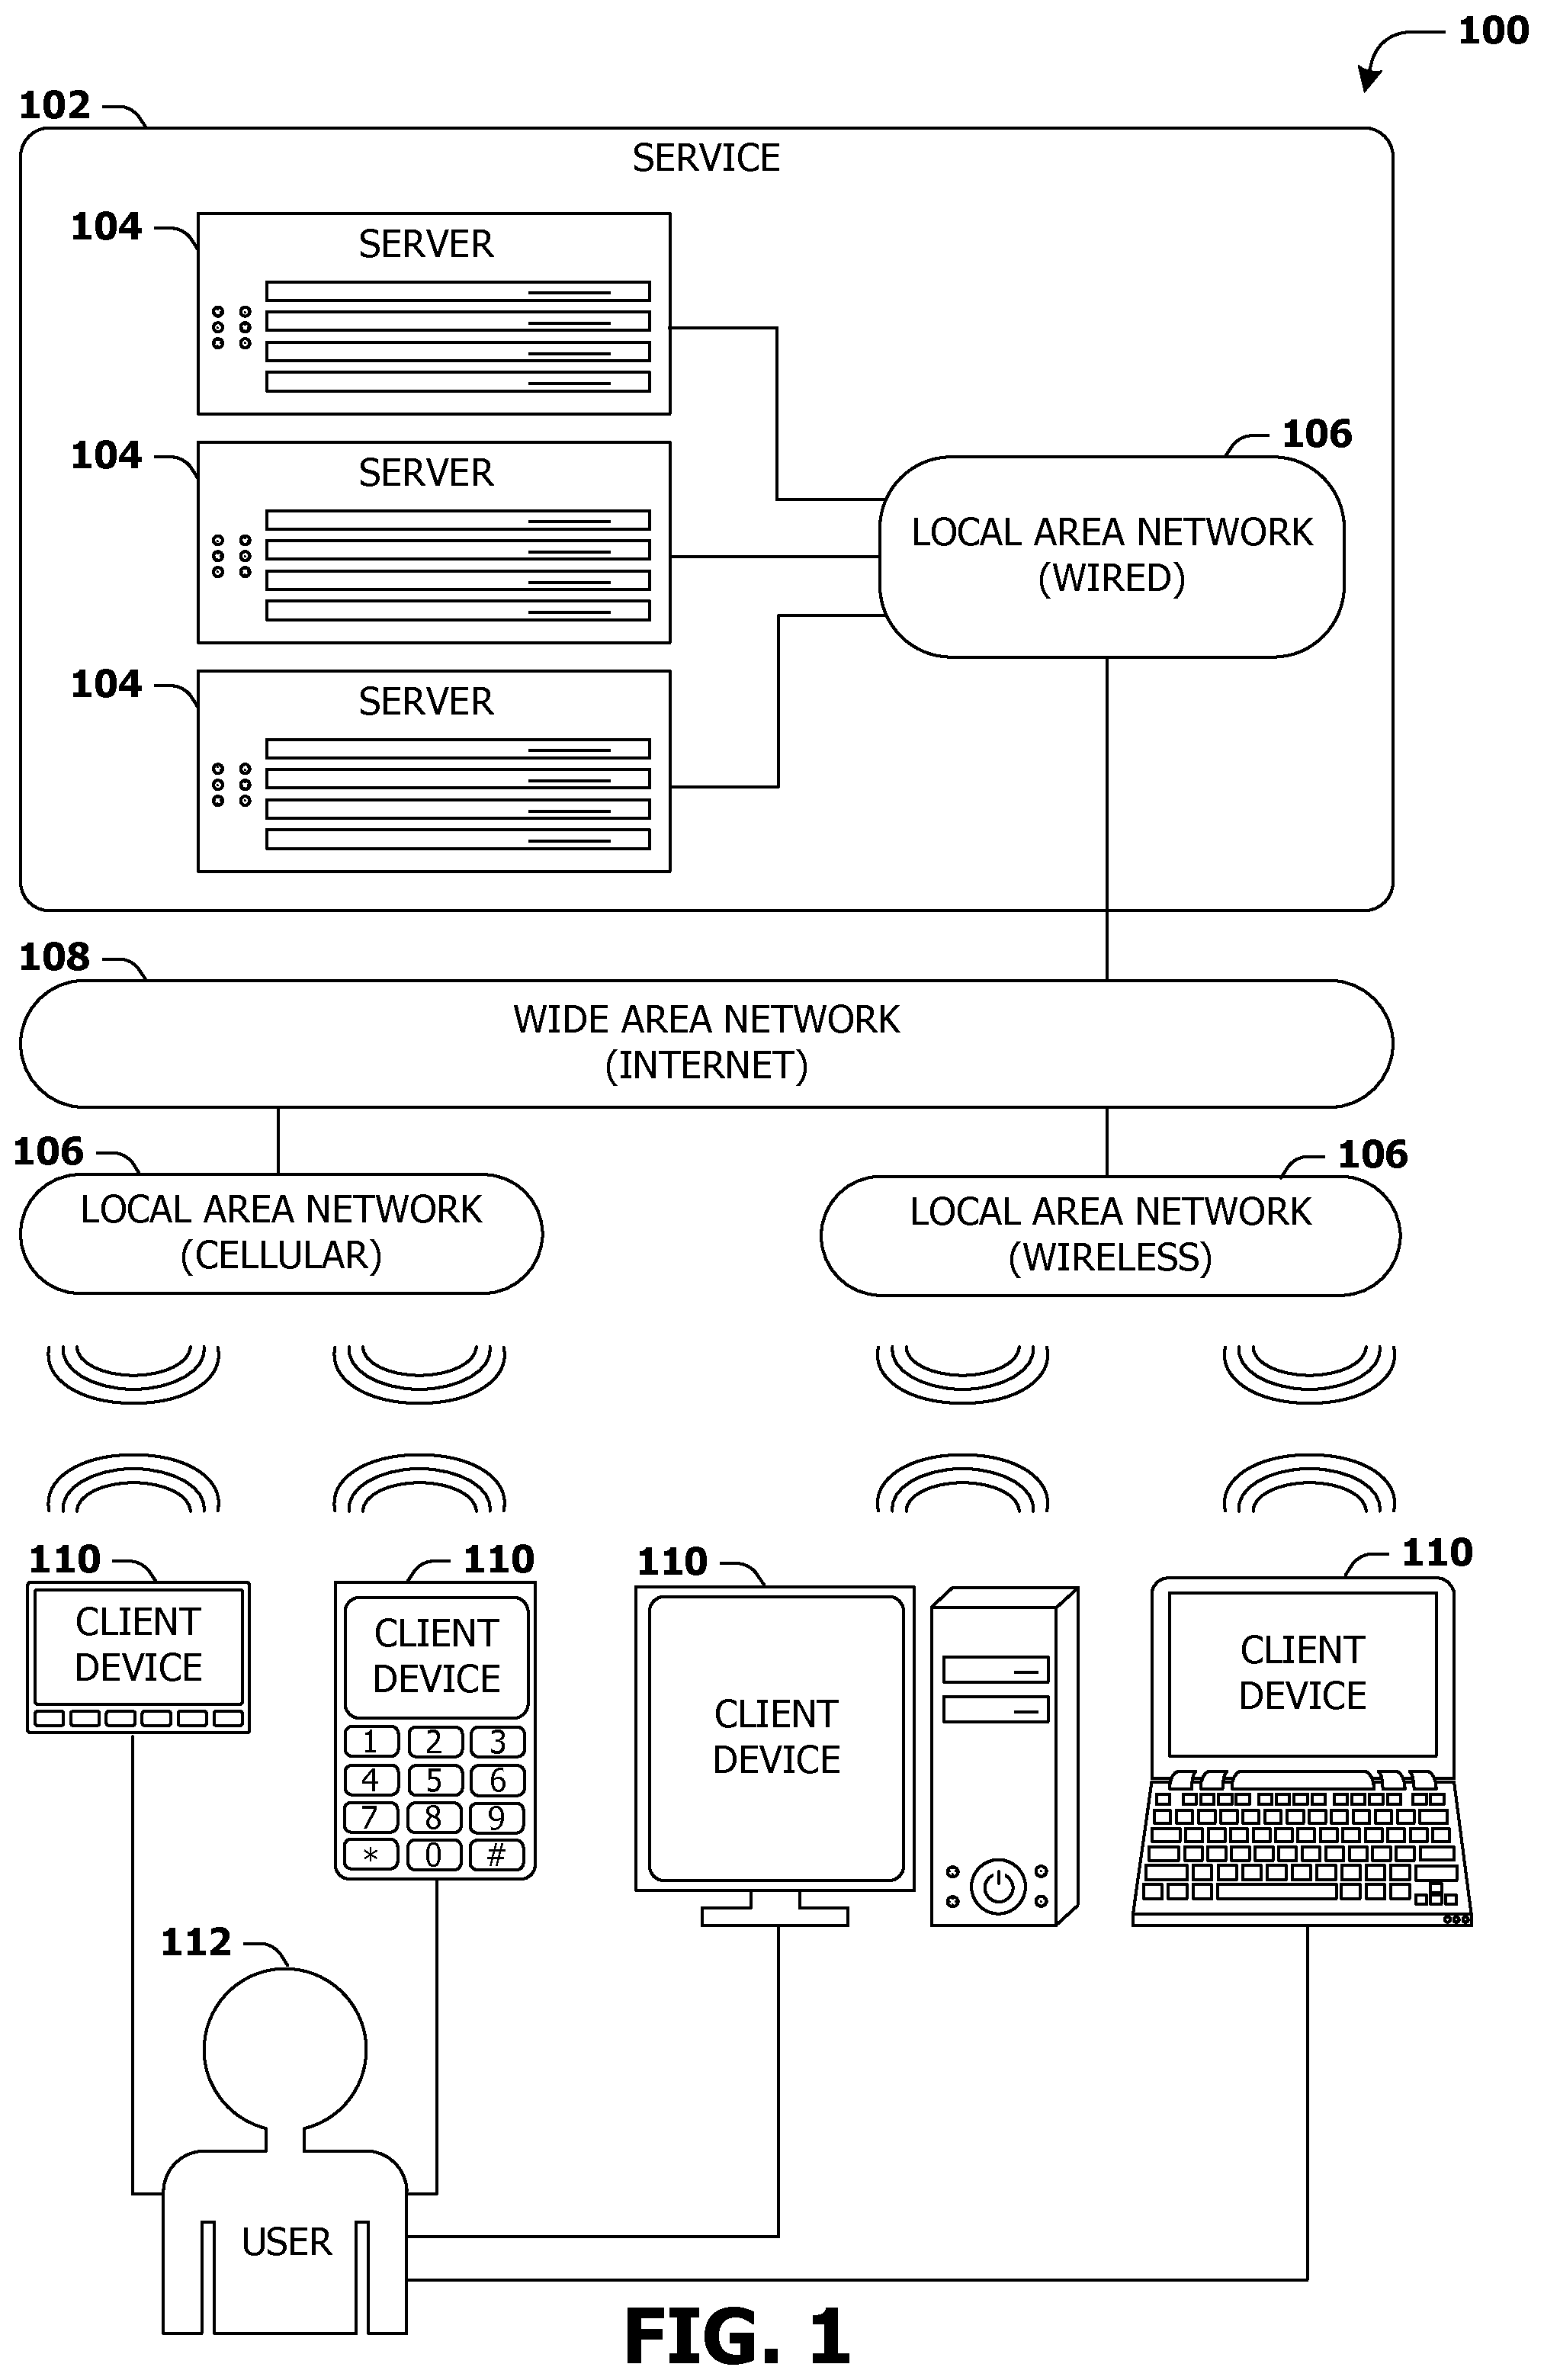 100
102
SERVICE
104
SERVER
104
SERVER
106
LOCAL AREA NETWORK
(WIRED)
104
SERVER
108
WIDE AREA NETWORK
(INTERNET)
106
LOCAL AREA NETWORK
(CELLULAR)
106
LOCAL AREA NETWORK
(WIRELESS)
110
CLIENT
DEVICE
110
CLIENT
DEVICE
1 2 3
4 5 6
7 8 9
* 0 #
110
CLIENT
DEVICE
110
CLIENT
DEVICE
112
USER
FIG. 1